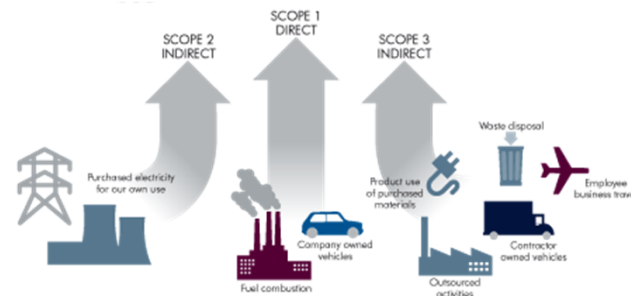 SCOPE 1
DIRECT
SCOPE 2
INDIRECT
SCOPE 3
INDIRECT
Purchased electricity
for our own use
Fuel combustion
Company owned
vehicles
Product use
of purchased
materials
Waste disposal
Employee
business trave
Contractor
owned vehicles
Outsourced
activities